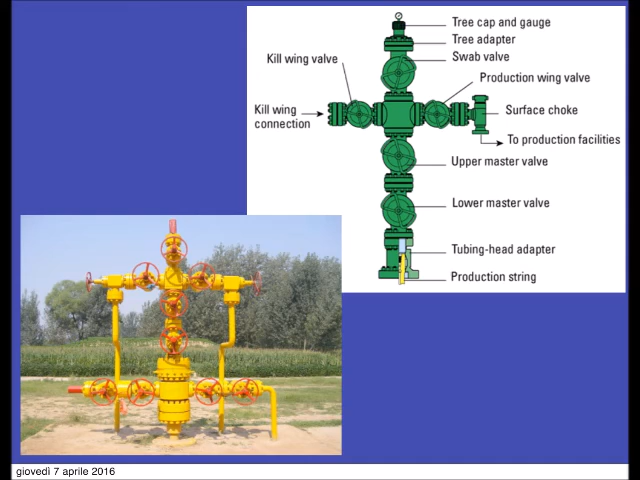 Tree cap and gauge
Tree adapter
Swab valve
Kill wing valve
Production wing valve
Kill wing
connection
Surface choke
To production facilities
Upper master valve
Lower master valve
Tubing-head adapter
Production string
giovedì 7 aprile 2016